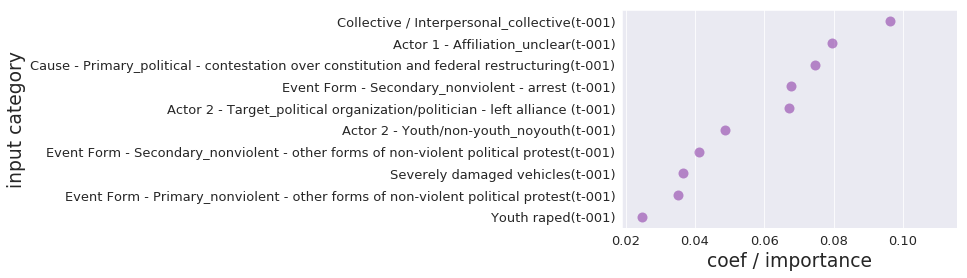 Collective / Interpersonal_collective(t-001)
Actor 1 - Affiliation_unclear(t-001)
Cause - Primary_political - contestation over constitution and federal restructuring(t-001)
Event Form - Secondary_nonviolent - arrest (t-001)
Actor 2 - Target_political organization/politician - left alliance (t-001)
Actor 2 - Youth/non-youth_noyouth(t-001)
Event Form - Secondary_nonviolent - other forms of non-violent political protest(t-001)
Severely damaged vehicles(t-001)
Event Form - Primary_nonviolent - other forms of non-violent political protest(t-001)
Youth raped(t-001)
input category
0.02 0.04 0.06 0.08 0.10
coef / importance